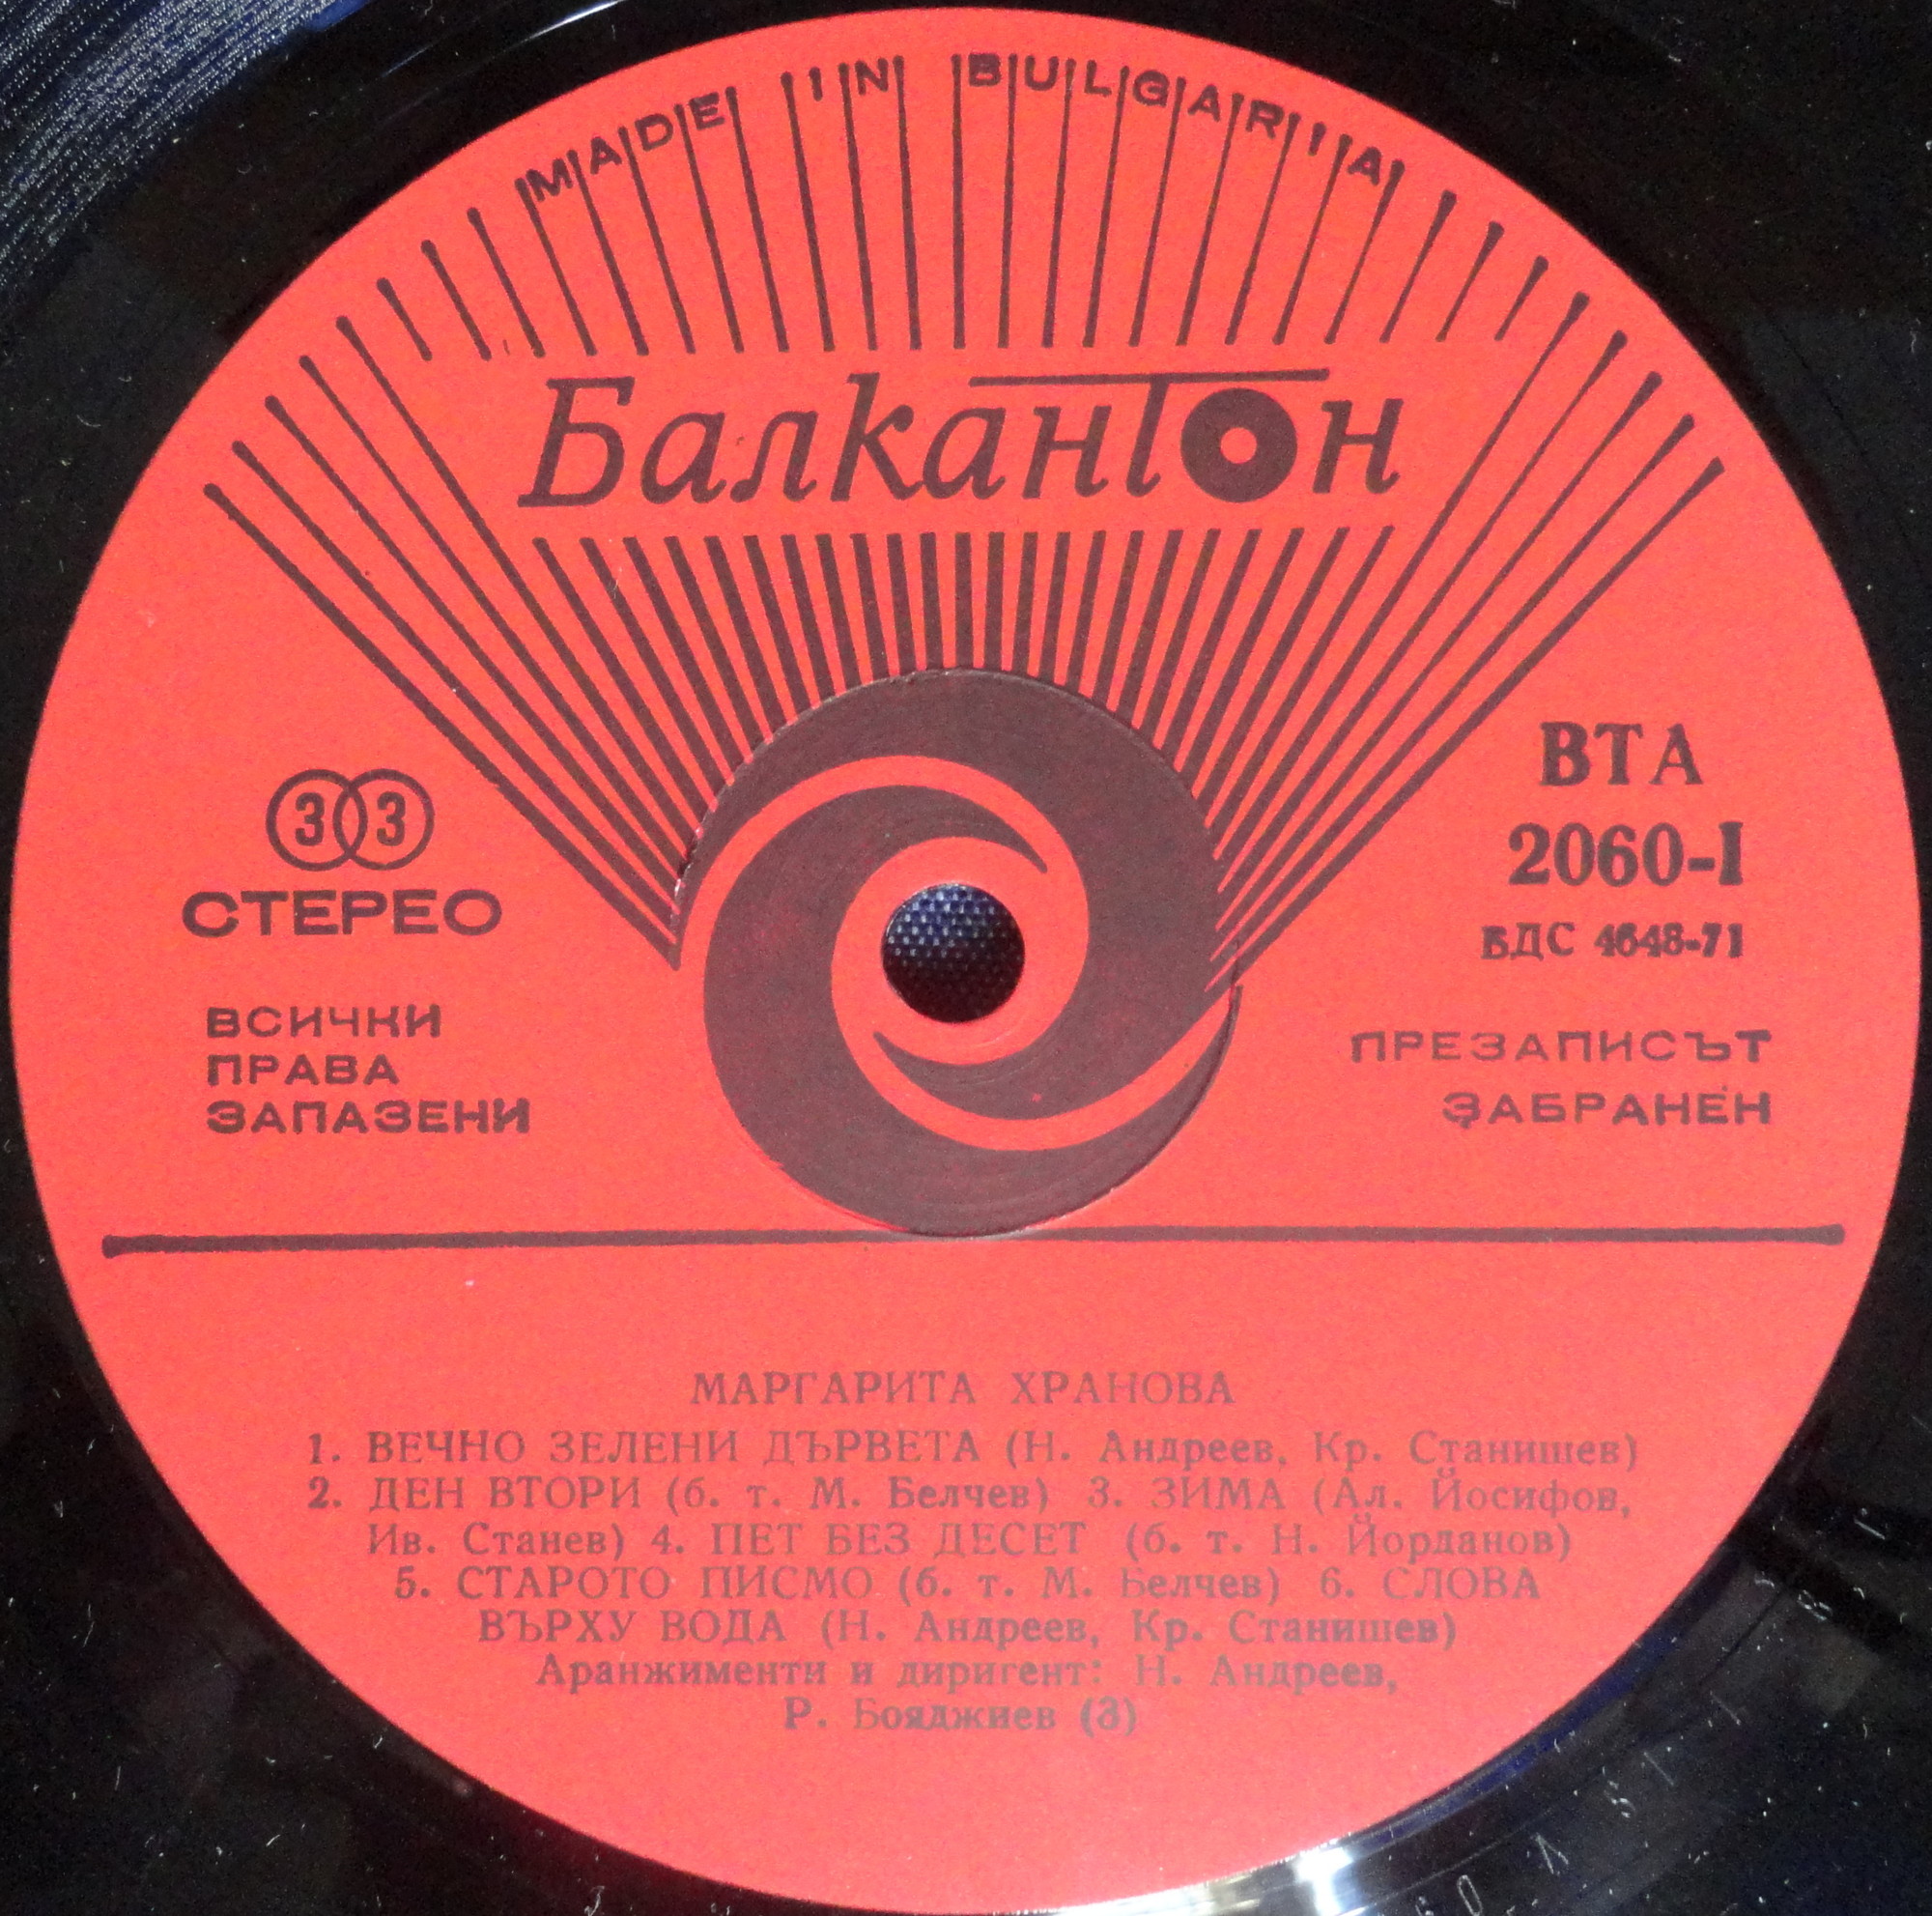 MADE IN BULGARIA
Балкантон
33
СТЕРЕО
ВСИЧКИ
ПРАВА
ЗАПАЗЕНИ
ВТА
2060-I
БДС 4648-71
ПРЕЗАПИСЪТ
ЗАБРАНЕН
МАРГАРИТА ХРАНОВА
1. ВЕЧНО ЗЕЛЕНИ ДЪРВЕТА (Н. Андреев, Кр. Станишев)
2. ДЕН ВТОРИ (б. т. М. Белчев) 3. ЗИМА (Ал. Йосифов,
Ив. Станев) 4. ПЕТ БЕЗ ДЕСЕТ (б. т. Н. Йорданов)
5. СТАРОТО ПИСМО (б. т. М. Белчев) 6. СЛОВА
ВЪРХУ ВОДА (Н. Андреев, Кр. Станишев)
Аранжименти и диригент: Н. Андреев,
Р. Бояджиев (3)